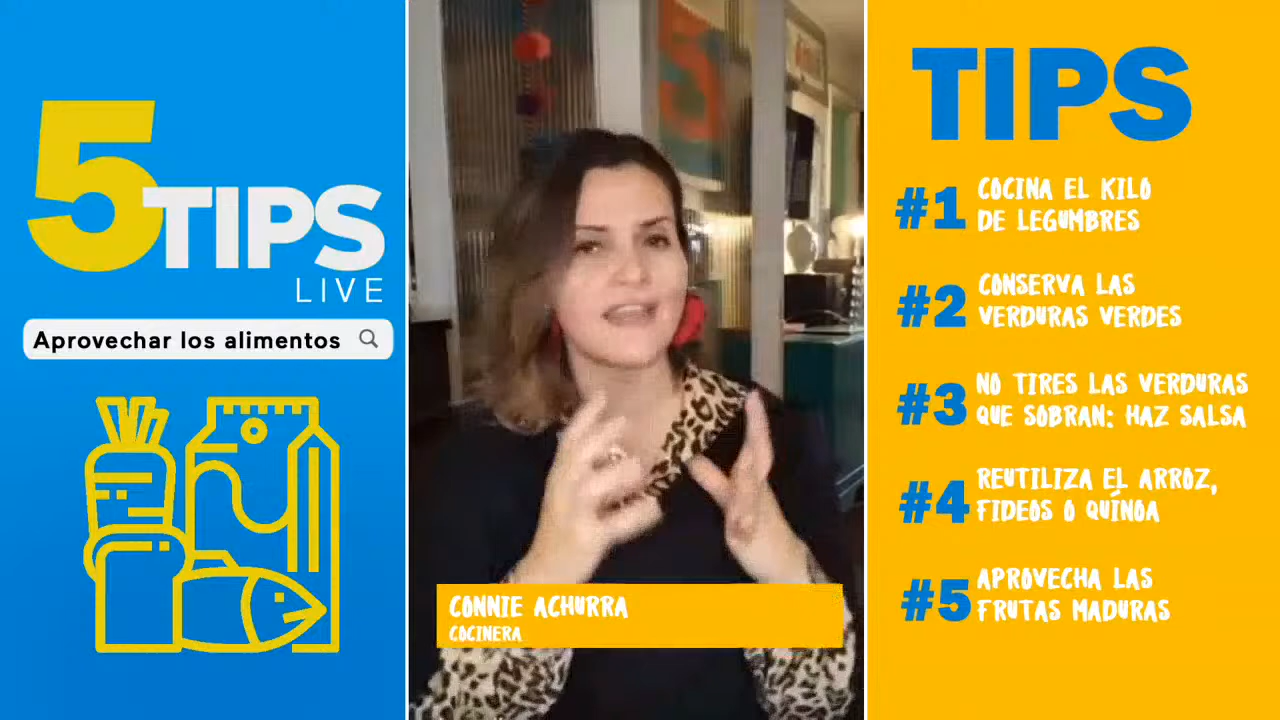 5TIPS
LIVE
Aprovechar los alimentos
CONNIE ACHURRA
COCINERA
TIPS
#1 COCINA EL KILO
DE LEGUMBRES
#2 CONSERVA LAS
VERDURAS VERDES
#3 NO TIRES LAS VERDURAS
QUE SOBRAN: HAZ SALSA
#4 REUTILIZA EL ARROZ,
FIDEOS O QUÍNOA
#5 APROVECHA LAS
FRUTAS MADURAS